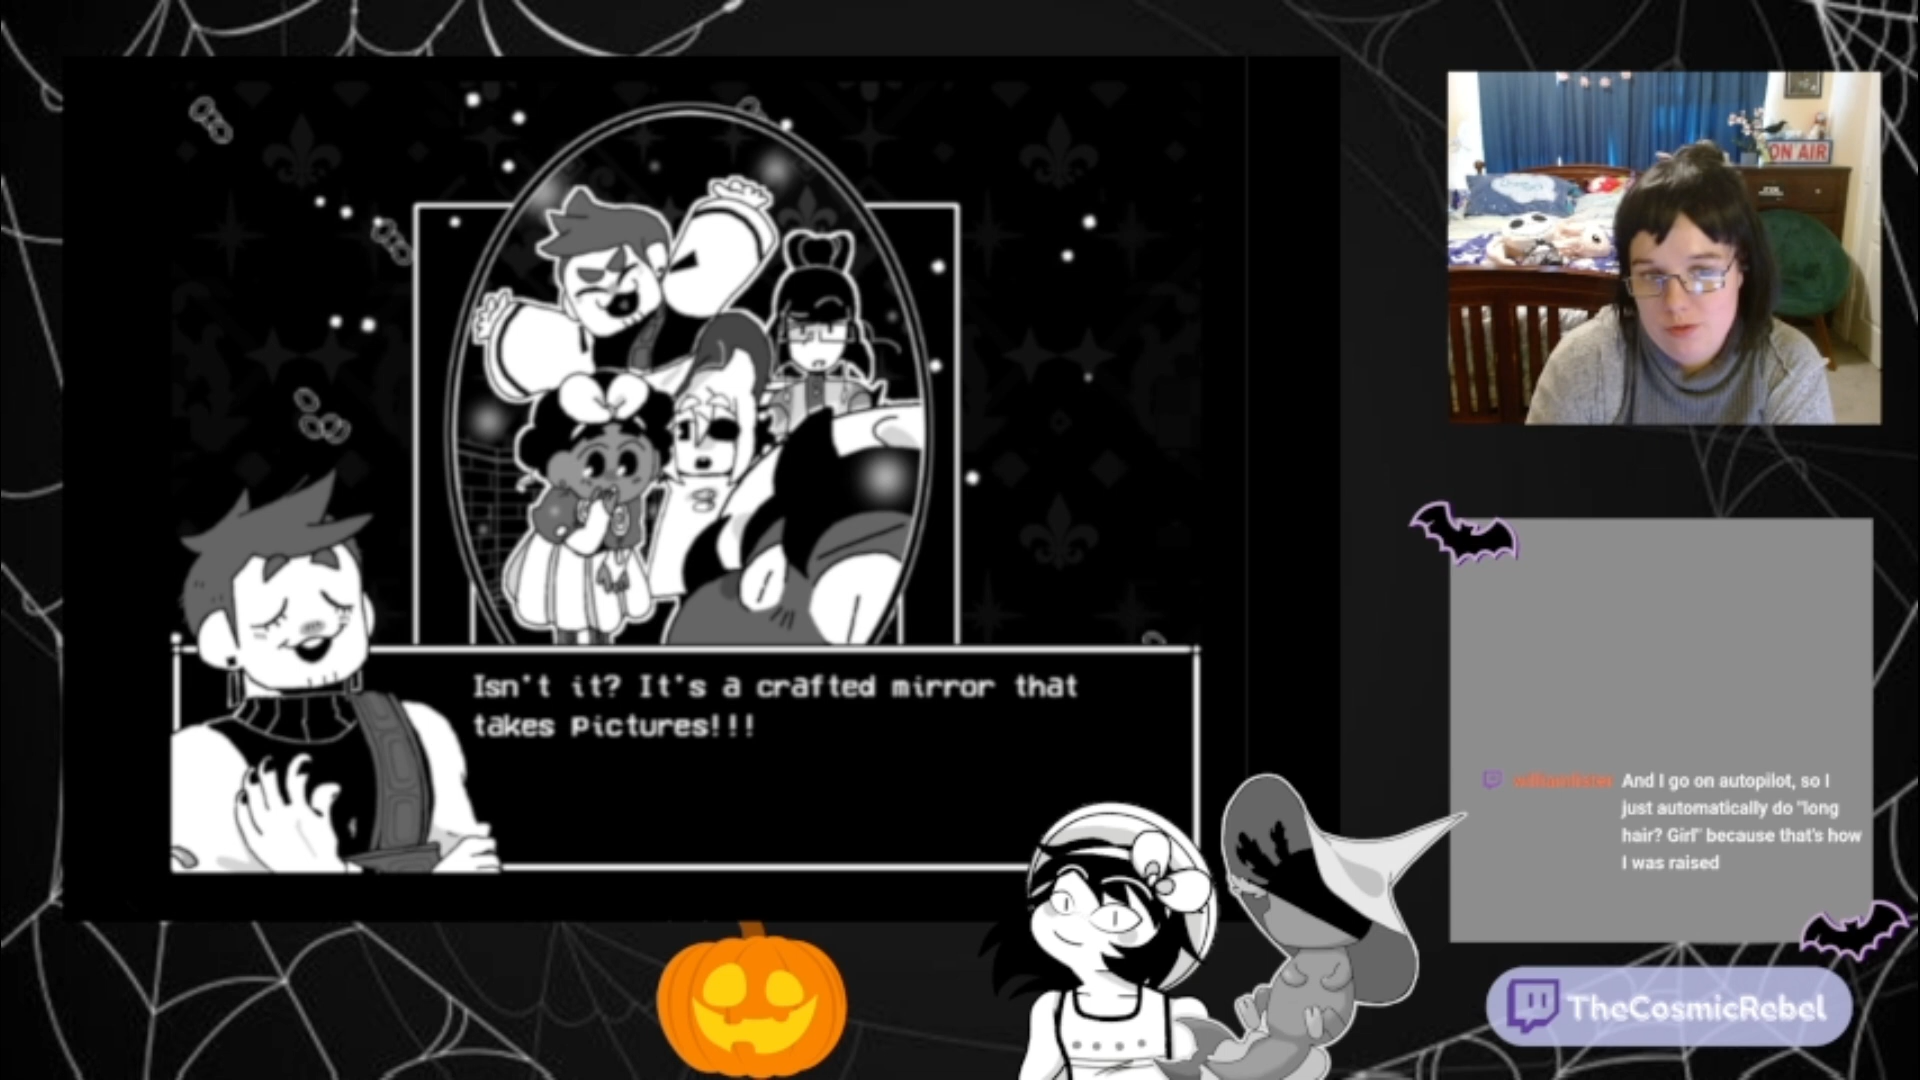 ON AIR
Isn't it? It's a crafted mirror that
takes Pictures!!!
And I go on autopilot, so I
just automatically do "long
hair? Girl" because that's how
I was raised
TheCosmicRebel